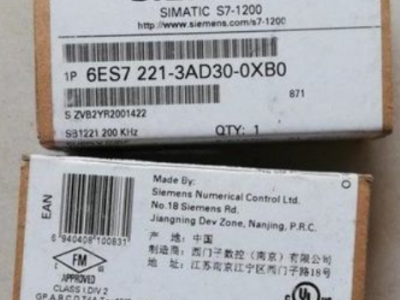 SIMATIC S7-1200
http://www.siemens.com/s7-1200
1P 6ES7 221-3AD30-0XB0
871
S ZVB2YR2001422
SB1221 200 KHz
QTY: 1
Made By:
Siemens Numerical Control Ltd.
No.18 Siemens Rd.
Jiangning Dev Zone, Nanjing, P.R.C.
产 地: 中国
制造商: 西门子数控(南京)有限公司
地 址: 江苏南京江宁区西门子路18号
EAN
6 940408 100831
FM
APPROVED
CLASS I,DIV 2
UL